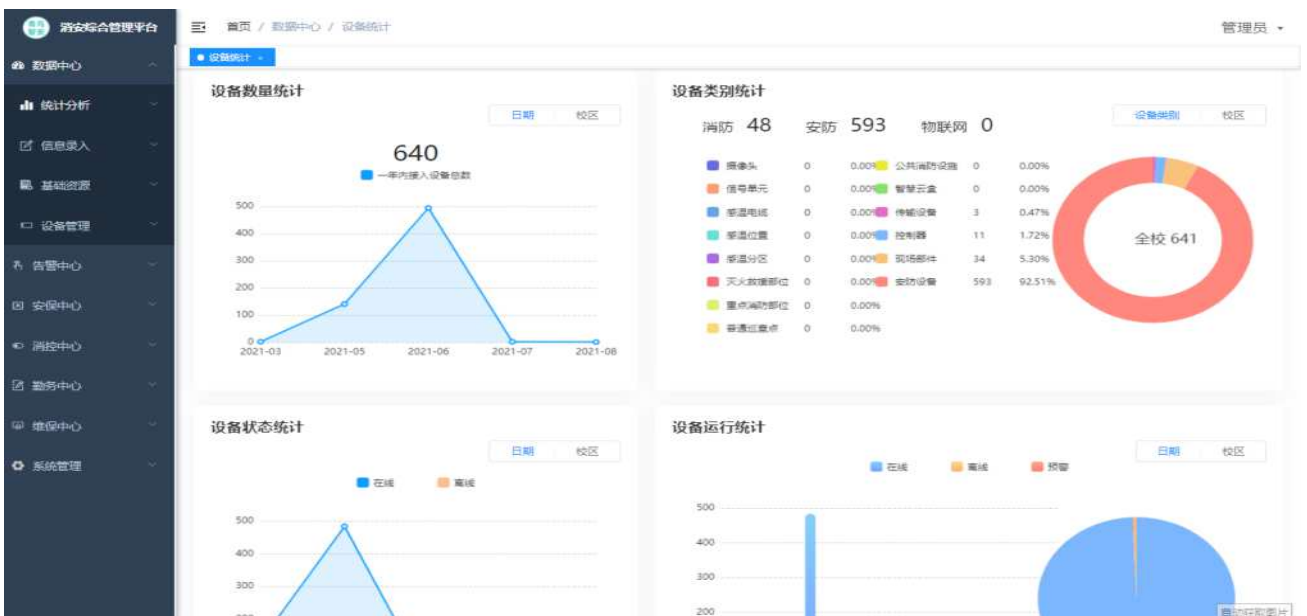 消安综合管理平台
首页 / 数据中心 / 设备统计
管理员
数据中心
统计分析
信息录入
基础资源
设备管理
告警中心
安保中心
消控中心
勤务中心
维保中心
系统管理
设备统计
设备数量统计
日期 校区
640
一年内接入设备总数
500
400
300
200
100
0
2021-03 2021-05 2021-06 2021-07 2021-08
设备类别统计
设备类别 校区
消防 48 安防 593 物联网 0
摄像头 0 0.00% 公共消防设施 0 0.00%
信号单元 0 0.00% 智慧云盒 0 0.00%
感温电缆 0 0.00% 传输设备 3 0.47%
感温位置 0 0.00% 控制器 11 1.72%
感温分区 0 0.00% 现场部件 34 5.30%
灭火救援部位 0 0.00% 安防设备 593 92.51%
重点消防部位 0 0.00%
普通巡查点 0 0.00%
全校 641
设备状态统计
日期 校区
在线 离线
500
400
300
设备运行统计
日期 校区
在线 离线 预警
500
400
300
200